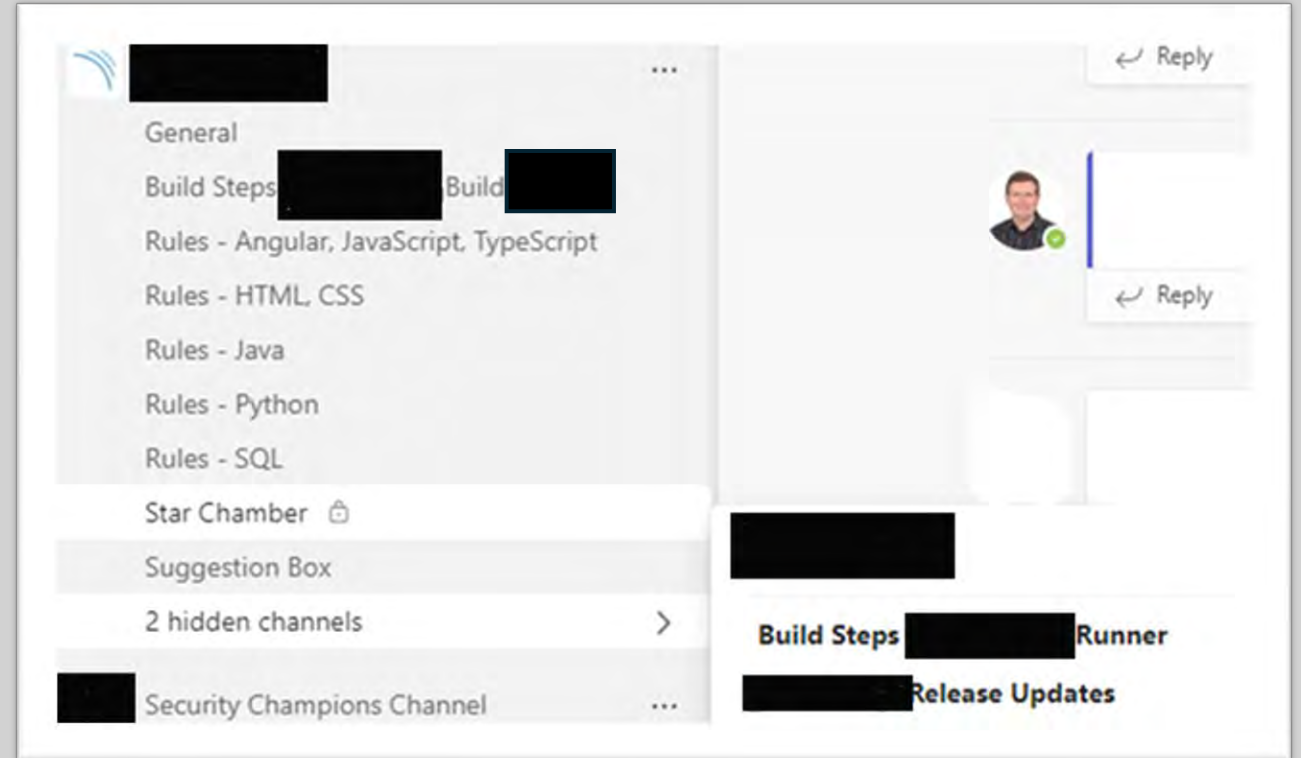 Reply
General
Build Steps Build
Rules - Angular, JavaScript, TypeScript
Reply
Rules - HTML, CSS
Rules - Java
Rules - Python
Rules - SQL
Star Chamber
Suggestion Box
2 hidden channels
Build Steps Runner
Release Updates
Security Champions Channel